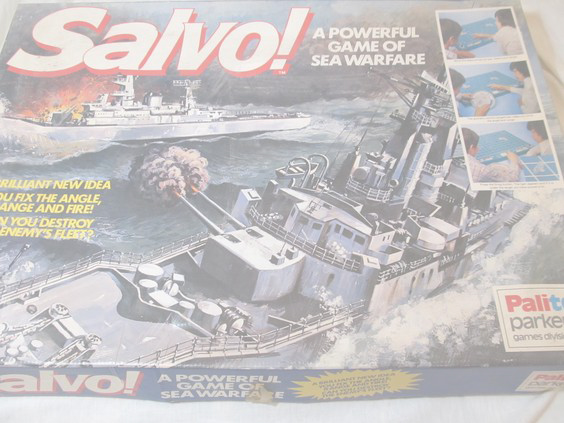 Salvo!
A POWERFUL
GAME OF
SEA WARFARE
BRILLIANT NEW IDEA
YOU FIX THE ANGLE,
RANGE AND FIRE!
CAN YOU DESTROY
ENEMY'S FLEET?
Palito
parker
games division
Salvo!
A POWERFUL
GAME OF
SEA WARFARE